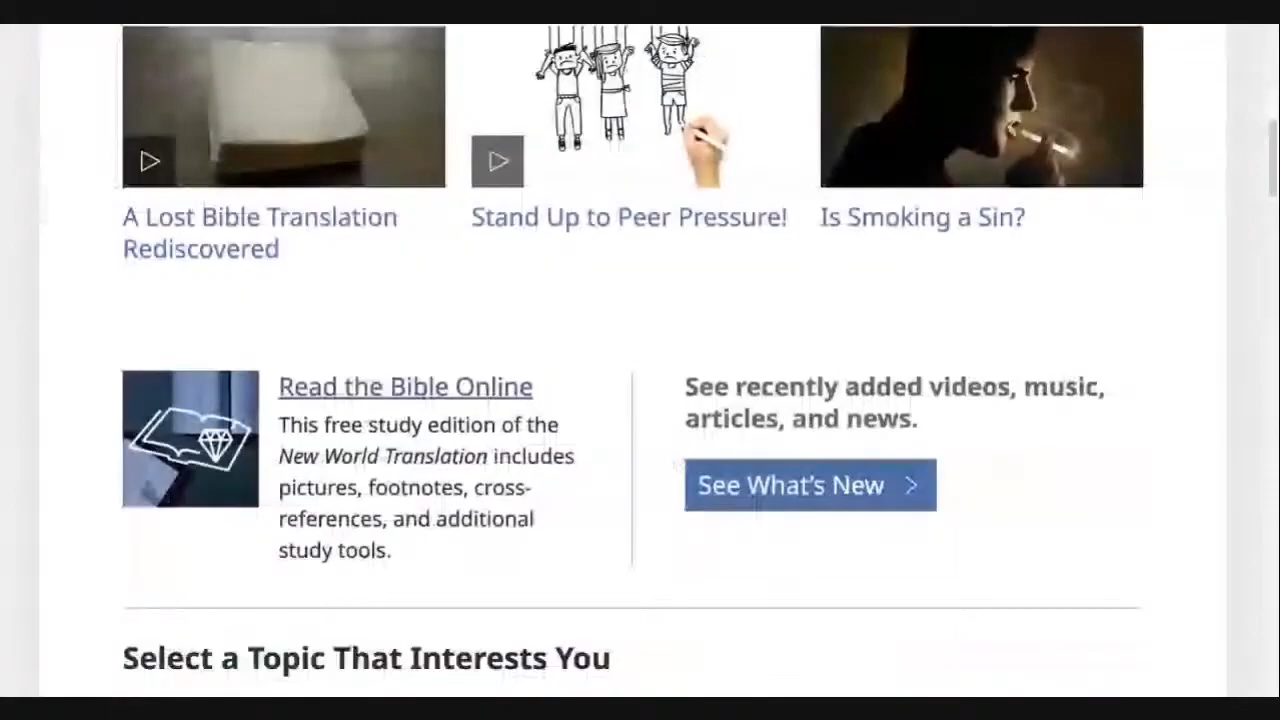 A Lost Bible Translation
Rediscovered
Stand Up to Peer Pressure!
Is Smoking a Sin?
Read the Bible Online
This free study edition of the
New World Translation includes
pictures, footnotes, cross-
references, and additional
study tools.
See recently added videos, music,
articles, and news.
See What's New
Select a Topic That Interests You